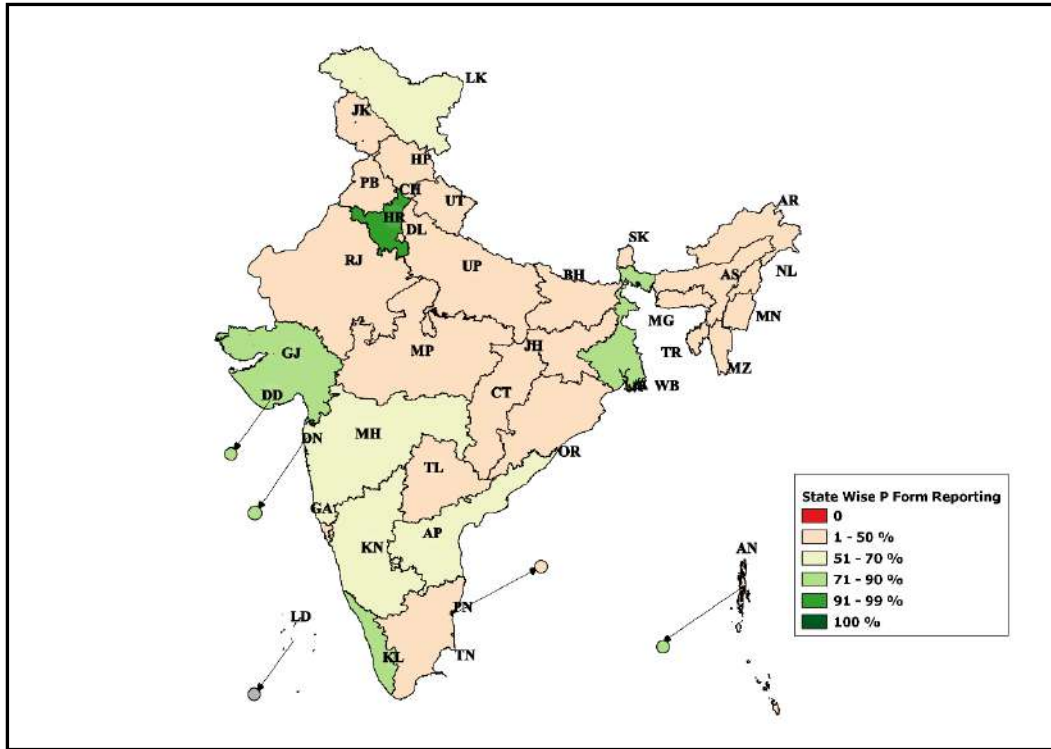 LK
JK
HP
PB
CH
UT
HR
DL
AR
SK
RJ
UP
BH
AS
NL
MG
MN
GJ
MP
JH
TR
MZ
DD
CT
WB
DN
MH
OR
TL
GA
KN
AP
AN
PN
LD
KL
TN
State Wise P Form Reporting
0
1 - 50 %
51 - 70 %
71 - 90 %
91 - 99 %
100 %